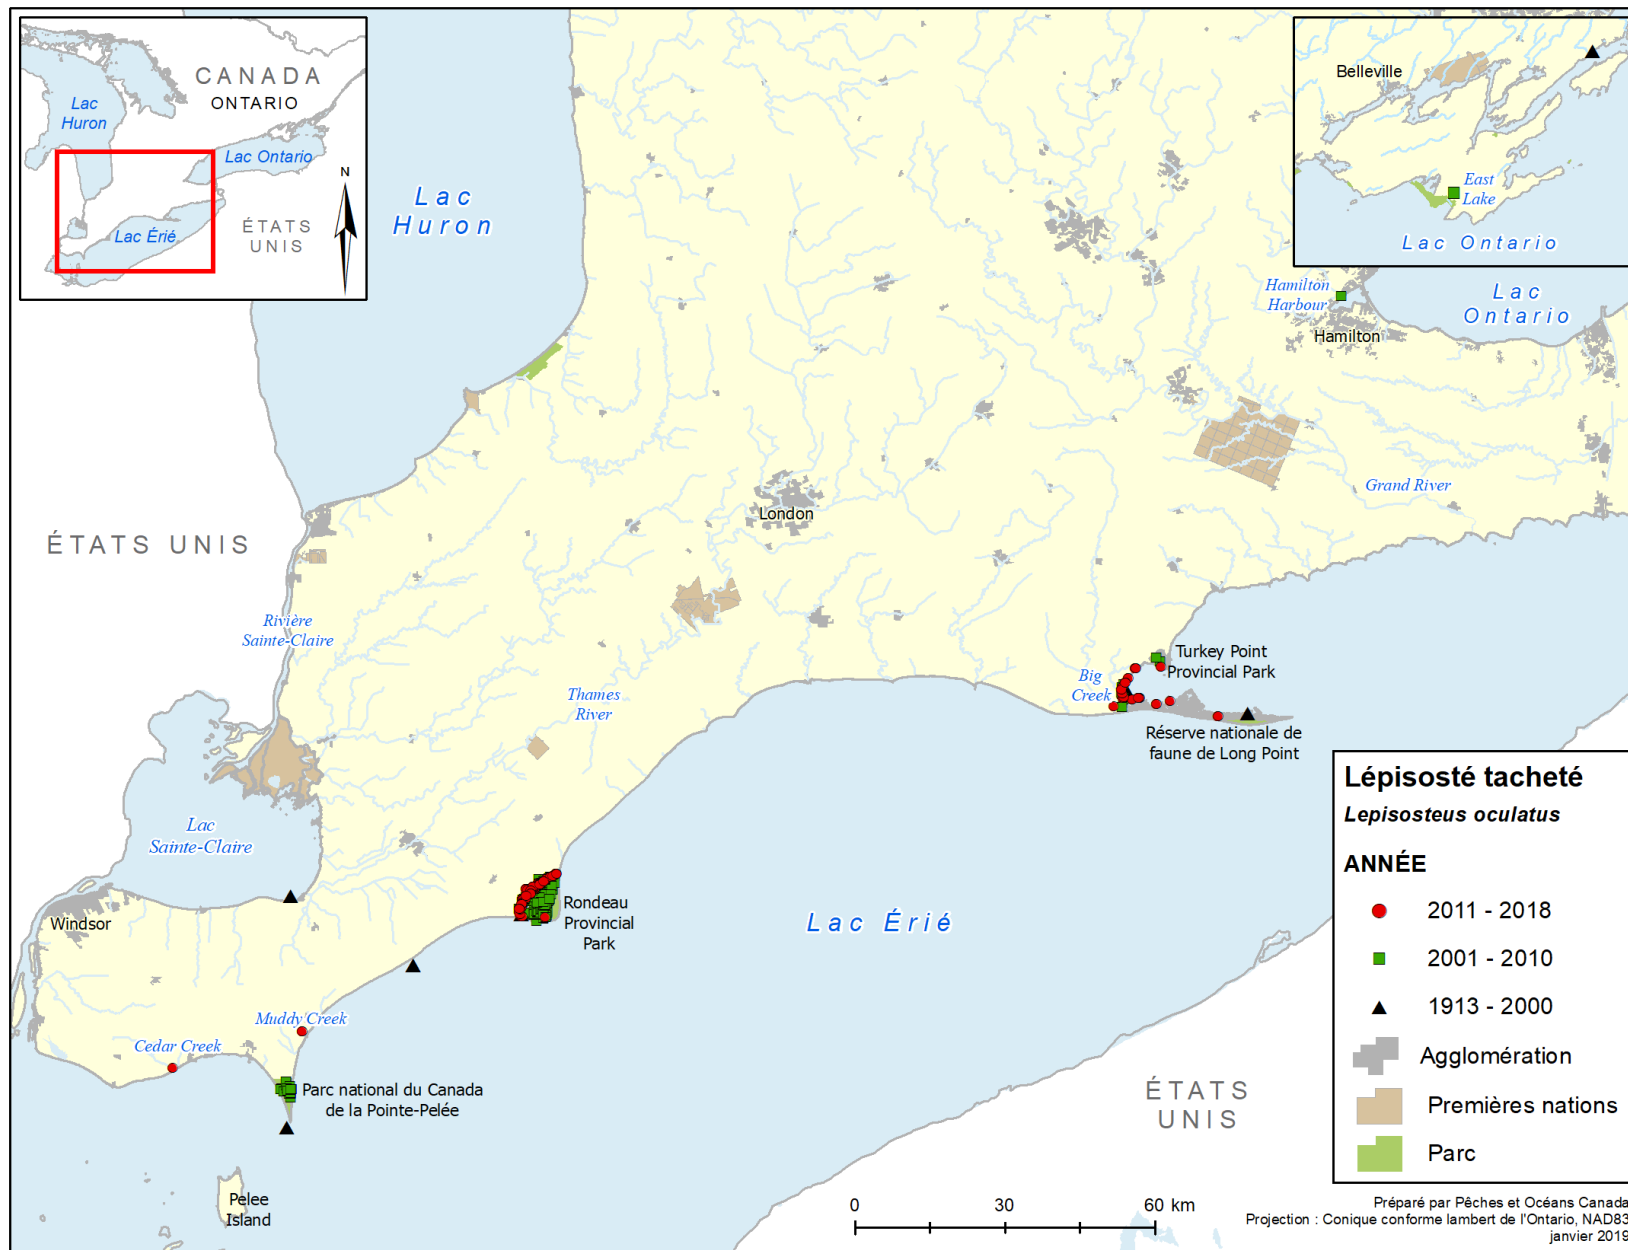 CANADA
ONTARIO
Lac
Huron
Lac Ontario
N
Lac Érié
ÉTATS
UNIS
Lac
Huron
Belleville
East
Lake
Lac Ontario
Hamilton
Harbour
Lac
Ontario
Hamilton
Grand River
London
ÉTATS UNIS
Rivière
Sainte-Claire
Thames
River
Big
Creek
Turkey Point
Provincial Park
Réserve nationale de
faune de Long Point
Lac
Sainte-Claire
Windsor
Rondeau
Provincial
Park
Lac Érié
Muddy Creek
Cedar Creek
Parc national du Canada
de la Pointe-Pelée
Pelee
Island
ÉTATS
UNIS
Lépisosté tacheté
Lepisosteus oculatus
ANNÉE
2011 - 2018
2001 - 2010
1913 - 2000
Agglomération
Premières nations
Parc
0 30 60 km
Préparé par Pêches et Océans Canada
Projection : Conique conforme lambert de l'Ontario, NAD83
janvier 2019